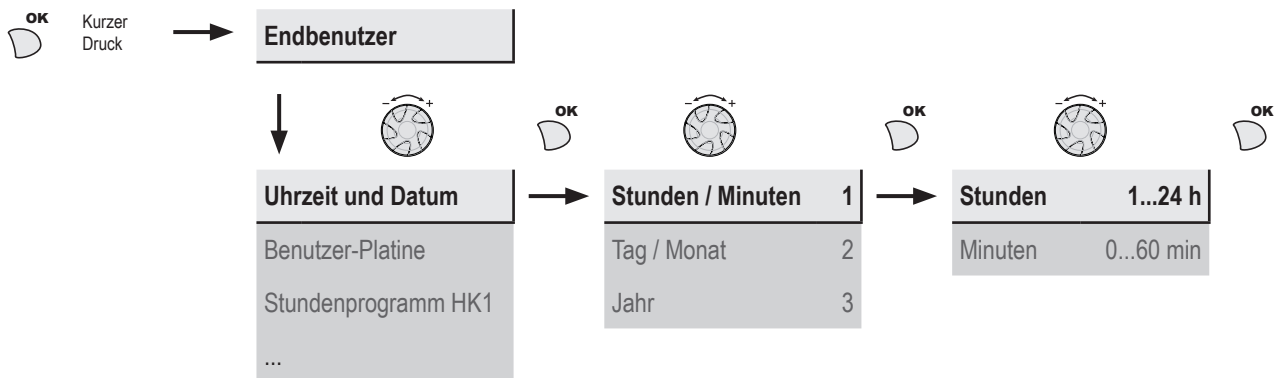 OK
Kurzer
Druck
Endbenutzer
- +
OK
- +
OK
- +
OK
Uhrzeit und Datum
Benutzer-Platine
Stundenprogramm HK1
...
Stunden / Minuten 1
Tag / Monat 2
Jahr 3
Stunden 1...24 h
Minuten 0...60 min